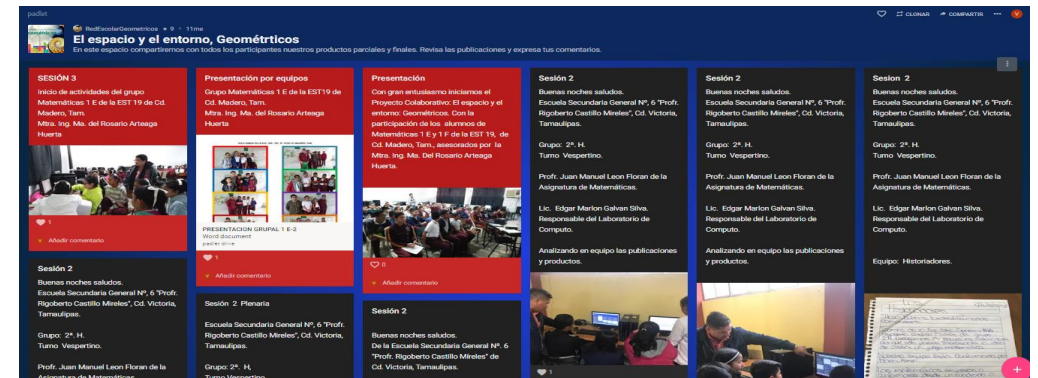 padlet
CLONAR
COMPARTIR
RedEscolarGeometricos • 9 • 11me
El espacio y el entorno, Geométrticos
En este espacio compartiremos con todos los participantes nuestros productos parciales y finales. Revisa las publicaciones y expresa tus comentarios.
SESIÓN 3
Inicio de actividades del grupo
Matemáticas 1 E de la EST 19 de Cd.
Madero, Tam.
Mtra. Ing. Ma. del Rosario Arteaga
Huerta
1
Añadir comentario
Sesión 2
Buenas noches saludos.
Escuela Secundaria General Nº, 6 "Profr.
Rigoberto Castillo Mireles", Cd. Victoria,
Tamaulipas.
Grupo: 2ª. H.
Turno Vespertino.
Profr. Juan Manuel Leon Floran de la
Asignatura de Matemáticas.
Presentación por equipos
Grupo Matemáticas 1 E de la EST19 de
Cd. Madero, Tam.
Mtra. Ing. Ma. del Rosario Arteaga
Huerta
PRESENTACION GRUPAL 1 E-2
Word document
padlet drive
1
Añadir comentario
Sesión 2 Plenaria
Escuela Secundaria General Nº, 6 "Profr.
Rigoberto Castillo Mireles", Cd. Victoria,
Tamaulipas.
Grupo: 2ª. H,
Turno Vespertino
Presentación
Con gran entusiasmo iniciamos el
Proyecto Colaborativo: El espacio y el
entorno: Geométricos. Con la
participación de los alumnos de
Matemáticas 1 E y 1 F de la EST 19, de
Cd. Madero, Tam., asesorados por la
Mtra. Ing. Ma. Del Rosario Arteaga
Huerta.
0
Añadir comentario
Sesión 2
Buenas noches saludos.
De la Escuela Secundaria General Nº. 6
"Profr. Rigoberto Castillo Mireles" de
Cd. Victoria, Tamaulipas.
Sesión 2
Buenas noches saludos.
Escuela Secundaria General Nº, 6 "Profr.
Rigoberto Castillo Mireles", Cd. Victoria,
Tamaulipas.
Grupo: 2ª. H.
Turno Vespertino.
Profr. Juan Manuel Leon Floran de la
Asignatura de Matemáticas.
Lic. Edgar Marlon Galvan Silva.
Responsable del Laboratorio de
Computo.
Analizando en equipo las publicaciones
y productos.
1
Sesión 2
Buenas noches saludos.
Escuela Secundaria General Nº, 6 "Profr.
Rigoberto Castillo Mireles", Cd. Victoria,
Tamaulipas.
Grupo: 2ª. H.
Turno Vespertino.
Profr. Juan Manuel Leon Floran de la
Asignatura de Matemáticas.
Lic. Edgar Marlon Galvan Silva.
Responsable del Laboratorio de
Computo.
Analizando en equipo las publicaciones
y productos.
Sesion 2
Buenas noches saludos.
Escuela Secundaria General Nº, 6 "Profr.
Rigoberto Castillo Mireles", Cd. Victoria,
Tamaulipas.
Grupo: 2ª. H.
Turno Vespertino.
Profr. Juan Manuel Leon Floran de la
Asignatura de Matemáticas.
Lic. Edgar Marlon Galvan Silva.
Responsable del Laboratorio de
Computo.
Equipo: Historiadores.